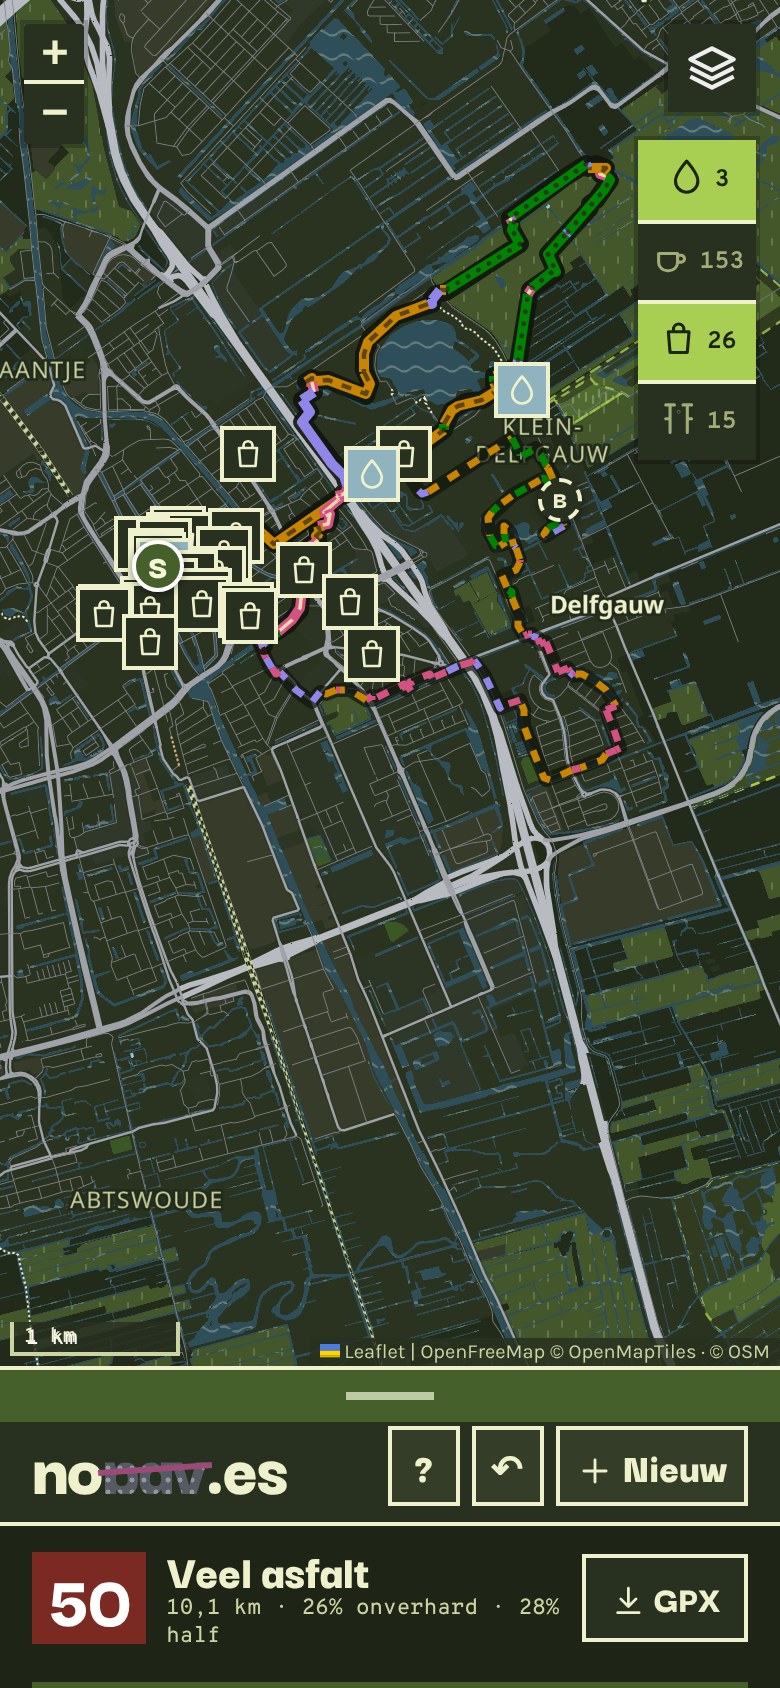 +
−
3
153
26
15
AANTJE
KLEIN-
DELFGAUW
B
S
Delfgauw
ABTSWOUDE
1 km
Leaflet | OpenFreeMap © OpenMapTiles · © OSM
nopav.es
?
↶
+ Nieuw
50
Veel asfalt
10,1 km · 26% onverhard · 28%
half
GPX